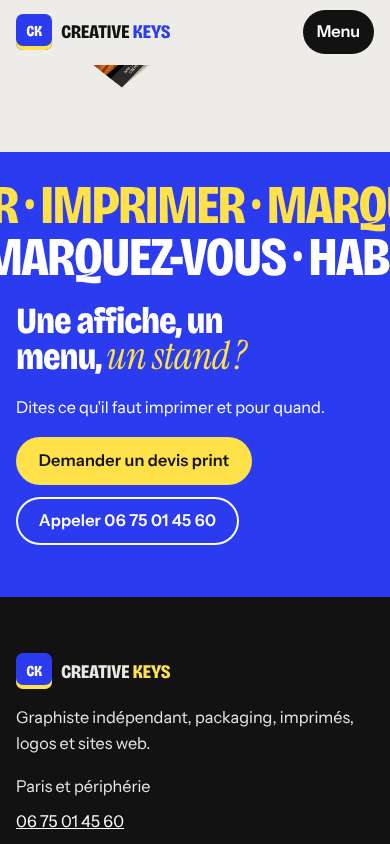 CK CREATIVE KEYS
Menu
R · IMPRIMER · MARQU
MARQUEZ-VOUS · HAB
Une affiche, un
menu, un stand ?
Dites ce qu'il faut imprimer et pour quand.
Demander un devis print
Appeler 06 75 01 45 60
CK CREATIVE KEYS
Graphiste indépendant, packaging, imprimés,
logos et sites web.
Paris et périphérie
06 75 01 45 60